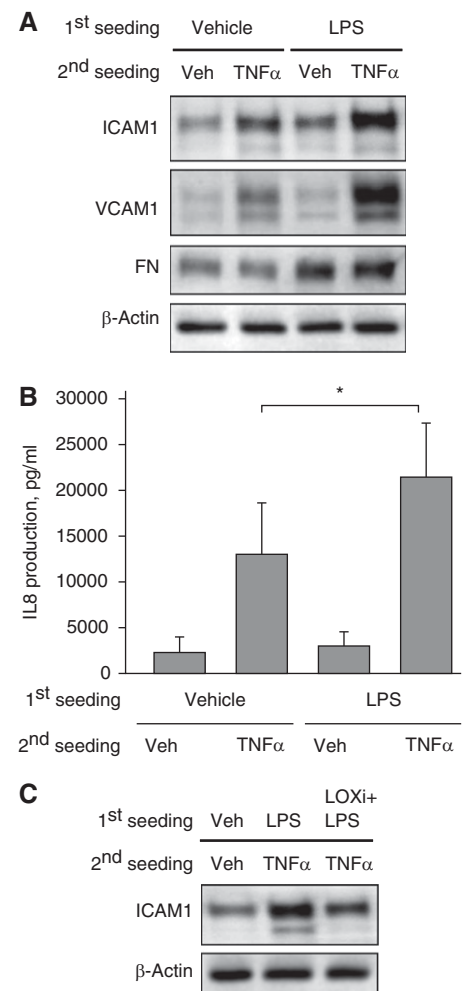 A
1st seeding Vehicle LPS
2nd seeding Veh TNFα Veh TNFα
ICAM1
VCAM1
FN
β-Actin
B
IL8 production, pg/ml
30000
*
25000
20000
15000
10000
5000
0
1st seeding Vehicle LPS
2nd seeding Veh TNFα Veh TNFα
C
LOXi+
1st seeding Veh LPS LPS
2nd seeding Veh TNFα TNFα
ICAM1
β-Actin